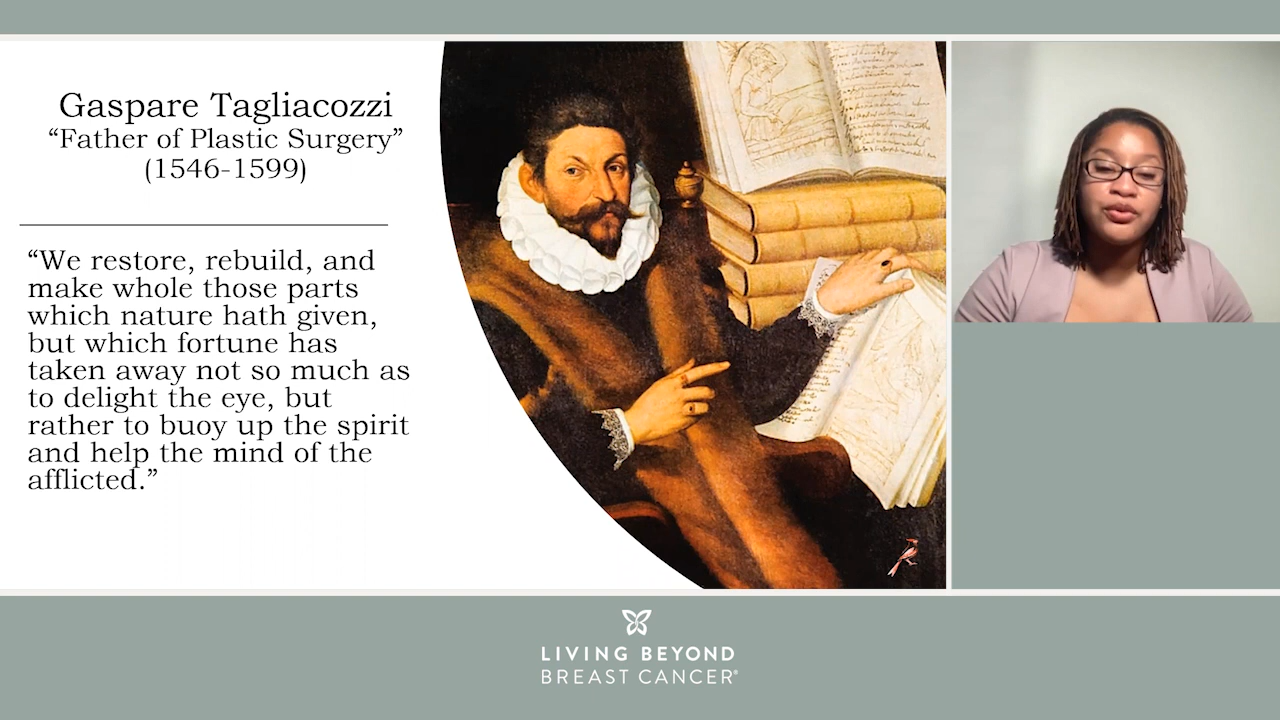 Gaspare Tagliacozzi
“Father of Plastic Surgery”
(1546-1599)
“We restore, rebuild, and
make whole those parts
which nature hath given,
but which fortune has
taken away not so much as
to delight the eye, but
rather to buoy up the spirit
and help the mind of the
afflicted.”
LIVING BEYOND
BREAST CANCER®